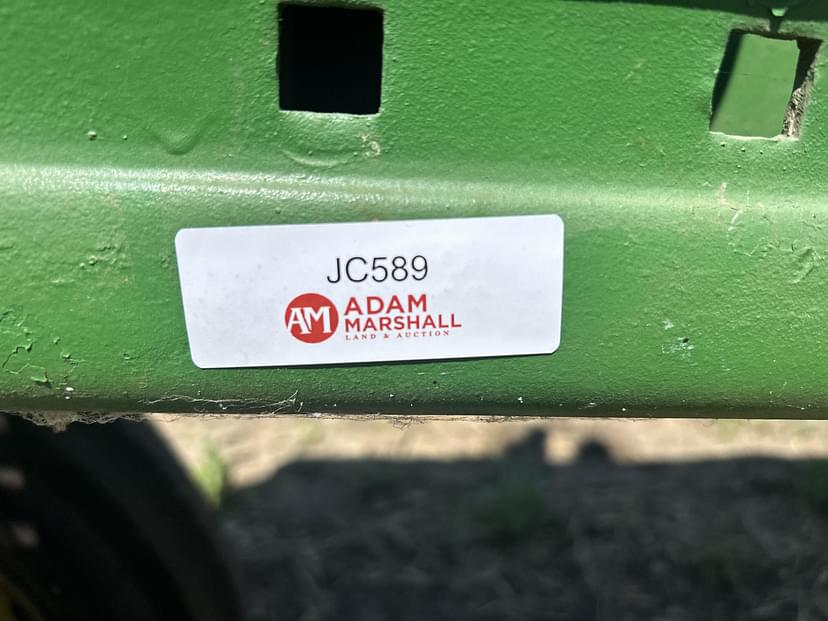 JC589
AM
ADAM
MARSHALL
LAND & AUCTION